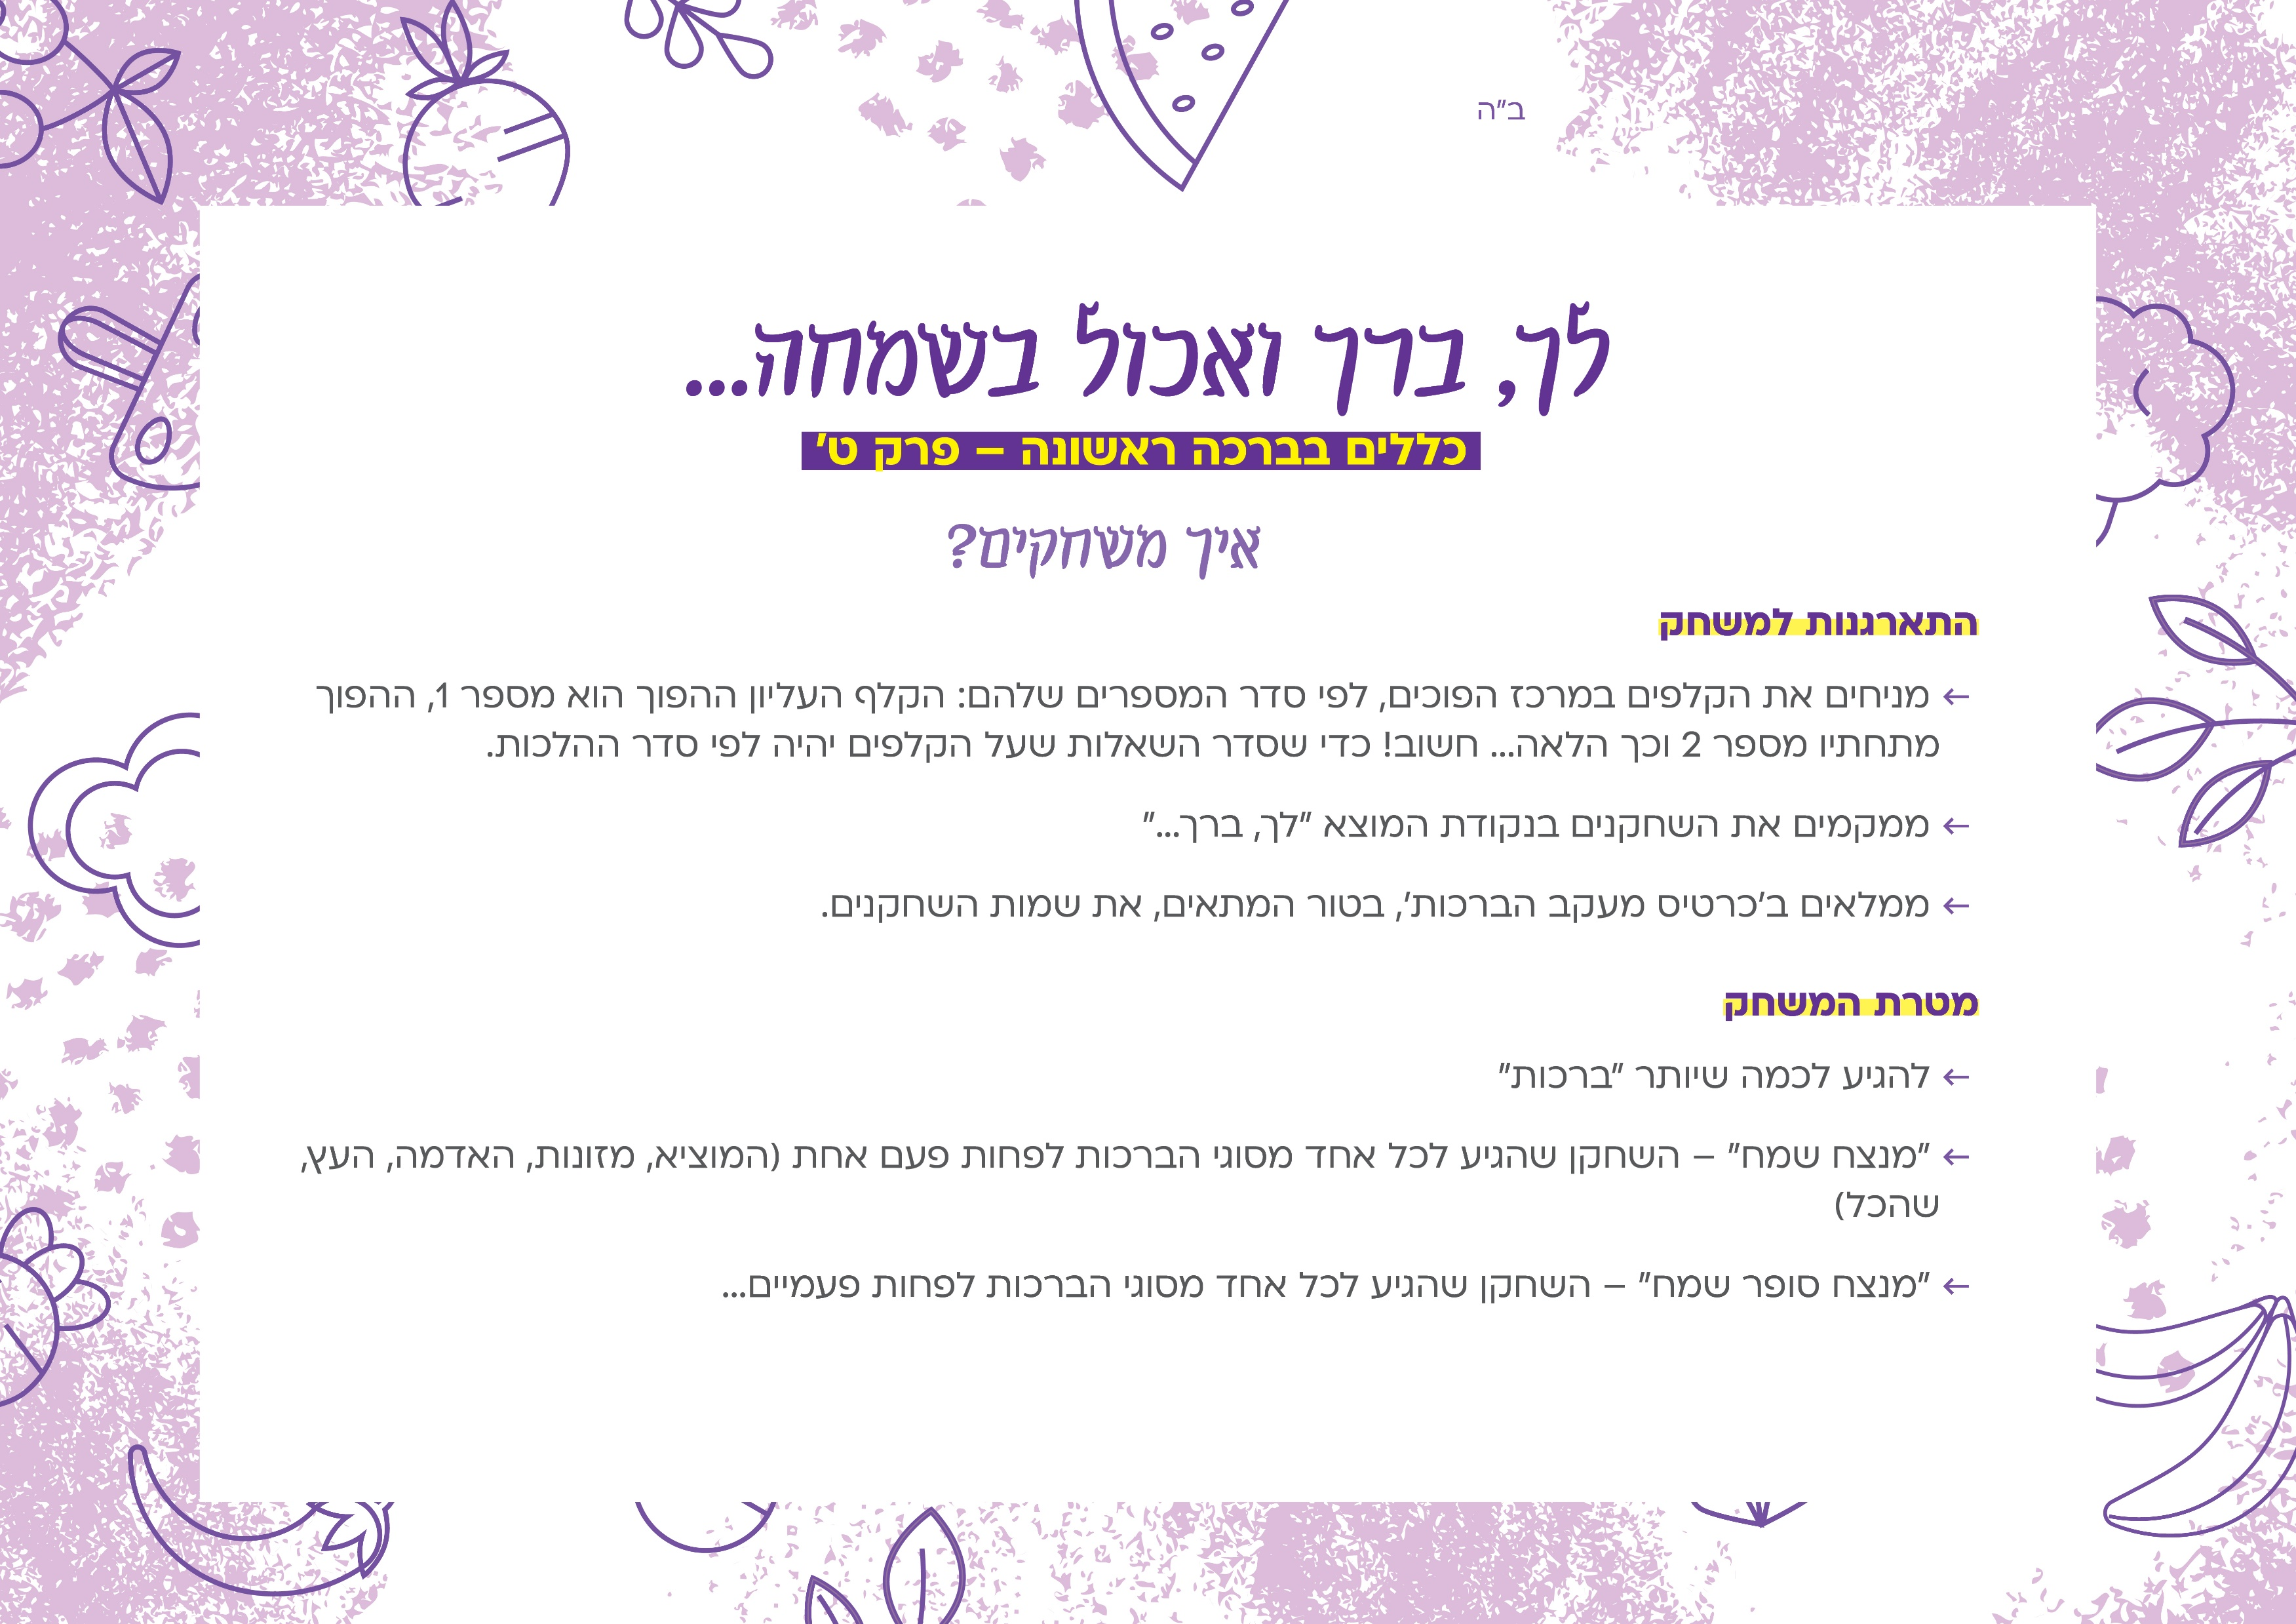 ב"ה
לך, ברך ואכול בשמחה...
כללים בברכה ראשונה – פרק ט'
איך משחקים?
התארגנות למשחק
← מניחים את הקלפים במרכז הפוכים, לפי סדר המספרים שלהם: הקלף העליון ההפוך הוא מספר 1, ההפוך
מתחתיו מספר 2 וכך הלאה... חשוב! כדי שסדר השאלות שעל הקלפים יהיה לפי סדר ההלכות.
← ממקמים את השחקנים בנקודת המוצא "לך, ברך..."
← ממלאים ב'כרטיס מעקב הברכות', בטור המתאים, את שמות השחקנים.
מטרת המשחק
← להגיע לכמה שיותר "ברכות"
← "מנצח שמח" – השחקן שהגיע לכל אחד מסוגי הברכות לפחות פעם אחת (המוציא, מזונות, האדמה, העץ,
שהכל)
← "מנצח סופר שמח" – השחקן שהגיע לכל אחד מסוגי הברכות לפחות פעמיים...